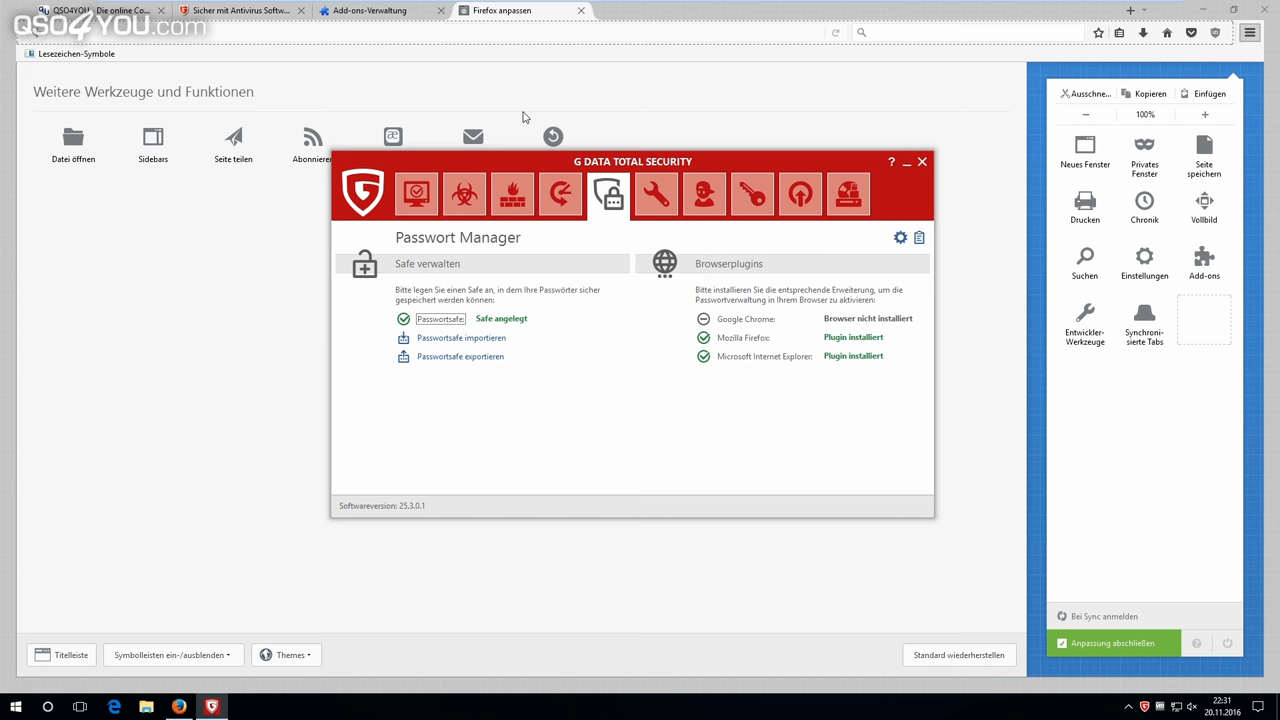 QSO4YOU - Die online Co...
Sicher mit Antivirus Softw...
Add-ons-Verwaltung
Firefox anpassen
QSO4YOU.com
Lesezeichen-Symbole
Weitere Werkzeuge und Funktionen
Datei öffnen
Sidebars
Seite teilen
Abonnieren
G DATA TOTAL SECURITY
Passwort Manager
Safe verwalten
Bitte legen Sie einen Safe an, in dem Ihre Passwörter sicher
gespeichert werden können:
Passwortsafe: Safe angelegt
Passwortsafe importieren
Passwortsafe exportieren
Browserplugins
Bitte installieren Sie die entsprechende Erweiterung, um die
Passwortverwaltung in Ihrem Browser zu aktivieren:
Google Chrome: Browser nicht installiert
Mozilla Firefox: Plugin installiert
Microsoft Internet Explorer: Plugin installiert
Softwareversion: 25.3.0.1
Ausschne... Kopieren Einfügen
100%
Neues Fenster
Privates
Fenster
Seite
speichern
Drucken
Chronik
Vollbild
Suchen
Einstellungen
Add-ons
Entwickler-
Werkzeuge
Synchroni-
sierte Tabs
Bei Sync anmelden
Anpassung abschließen
Titelleiste
Symbolleisten ein-/ausblenden
Themes
Standard wiederherstellen
22:31
20.11.2016